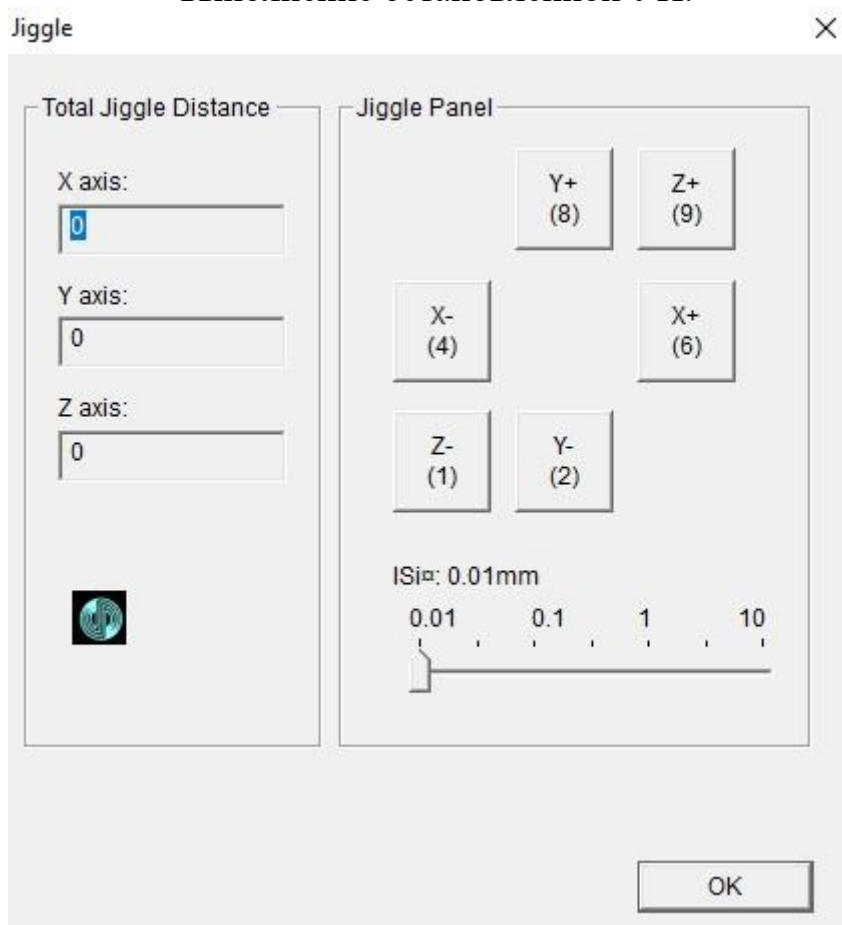 Jiggle
Total Jiggle Distance
X axis:
0
Y axis:
0
Z axis:
0
Jiggle Panel
Y+
(8)
Z+
(9)
X-
(4)
X+
(6)
Z-
(1)
Y-
(2)
ISi¤: 0.01mm
0.01 0.1 1 10
OK